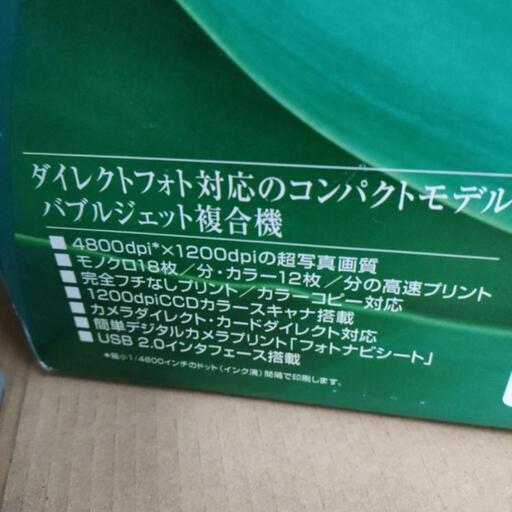 ダイレクトフォト対応のコンパクトモデル
バブルジェット複合機
■4800dpi*×1200dpiの超写真画質
■モノクロ18枚/分・カラー12枚/分の高速プリント
■完全フチなしプリント/カラーコピー対応
■1200dpiCCDカラースキャナ搭載
■カメラダイレクト・カードダイレクト対応
■簡単デジタルカメラプリント「フォトナビシート」
■USB 2.0インタフェース搭載
*最小1/4800インチのドット(インク滴)間隔で印刷します。